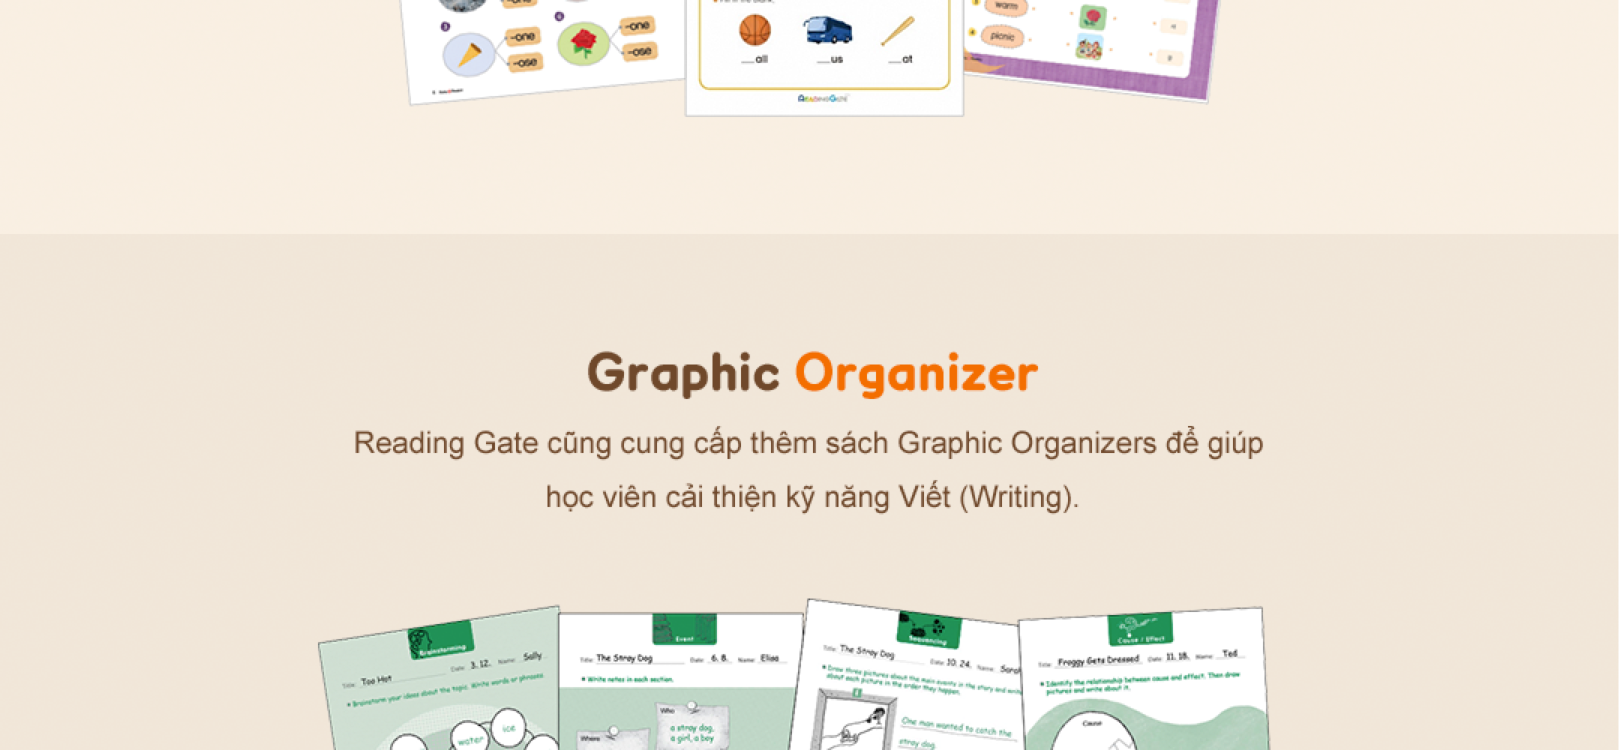 -one
-one
-ose
-one
-ose
__all
__us
__at
READINGGATE
warm
picnic
Graphic Organizer
Reading Gate cũng cung cấp thêm sách Graphic Organizers để giúp
học viên cải thiện kỹ năng Viết (Writing).
Brainstorming
Title: Too Hot Date: 3. 12. Name: Sally
Brainstorm your ideas about the topic. Write words or phrases
water
ice
Event
Title: The Stray Dog Date: 6. 8. Name: Elisa
Write notes in each section.
Who
a stray dog,
a girl, a boy
Where
Sequencing
Title: The Stray Dog Date: 10. 24. Name: Sarah
Draw three pictures about the main events in the story and write
about each picture in the order they happen.
One man wanted to catch the
stray dog.
Cause / Effect
Title: Froggy Gets Dressed Date: 11. 18. Name: Ted
Identify the relationship between cause and effect. Then draw
pictures and write about it.
Cause